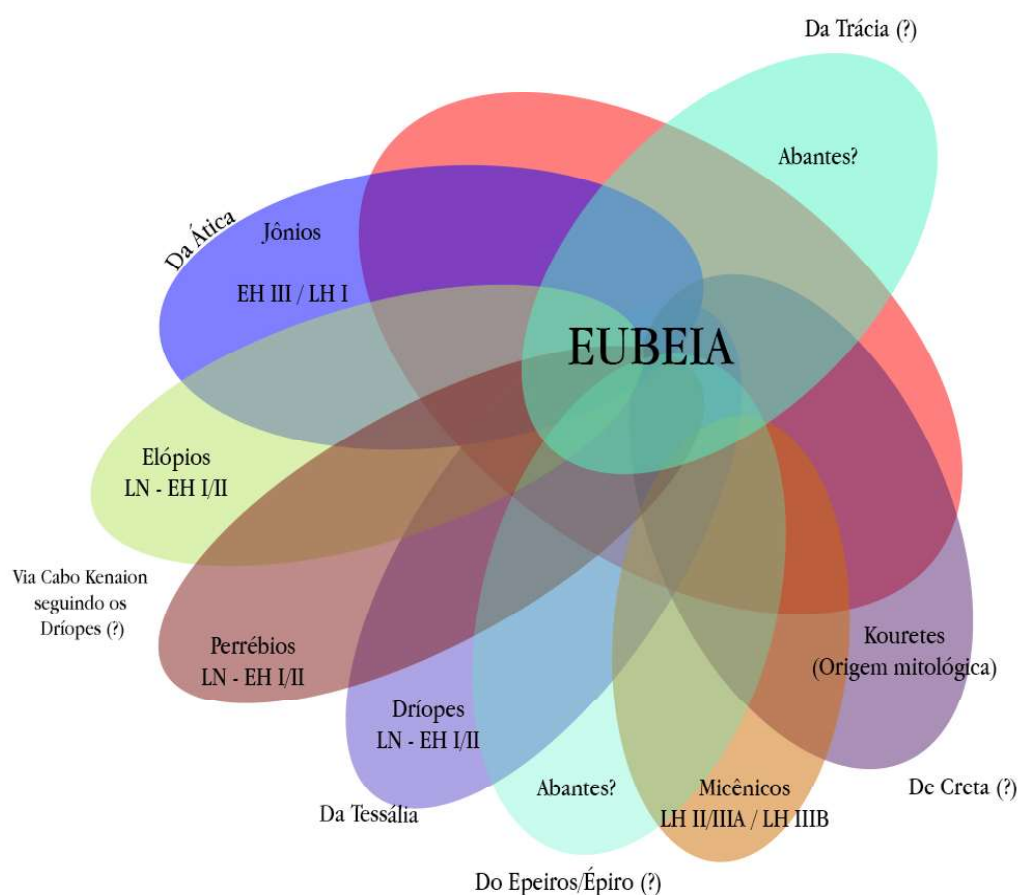 Da Trácia (?)
Abantes?
Da Ática
Jônios
EH III / LH I
EUBEIA
Elópios
LN - EH I/II
Via Cabo Kenaion
seguindo os
Dríopes (?)
Perrébios
LN - EH I/II
Kouretes
(Origem mitológica)
Dríopes
LN - EH I/II
Abantes?
Micênicos
LH II/IIIA / LH IIIB
De Creta (?)
Da Tessália
Do Epeiros/Épiro (?)